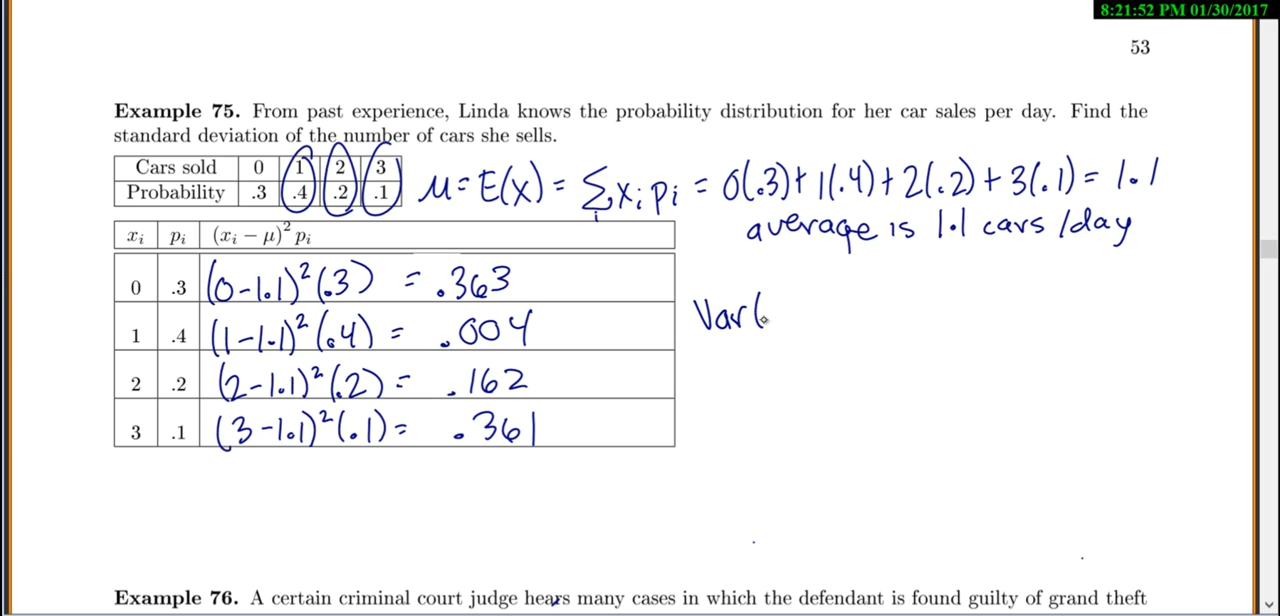 8:21:52 PM 01/30/2017
53
Example 75. From past experience, Linda knows the probability distribution for her car sales per day. Find the
standard deviation of the number of cars she sells.
Cars sold 0 1 2 3
Probability .3 .4 .2 .1
μ = E(x) = Σ xᵢ pᵢ = 0(.3) + 1(.4) + 2(.2) + 3(.1) = 1.1
average is 1.1 cars /day
xᵢ pᵢ (xᵢ − μ)² pᵢ
0 .3 (0-1.1)²(.3) = .363
Var(
1 .4 (1-1.1)²(.4) = .004
2 .2 (2-1.1)²(.2) = .162
3 .1 (3-1.1)²(.1) = .361
Example 76. A certain criminal court judge hears many cases in which the defendant is found guilty of grand theft